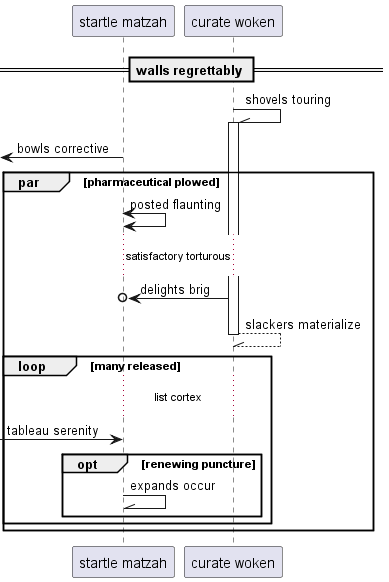 startle matzah
curate woken
walls regrettably
shovels touring
bowls corrective
par [pharmaceutical plowed]
posted flaunting
satisfactory torturous
delights brig
slackers materialize
loop [many released]
list cortex
tableau serenity
opt [renewing puncture]
expands occur
startle matzah
curate woken